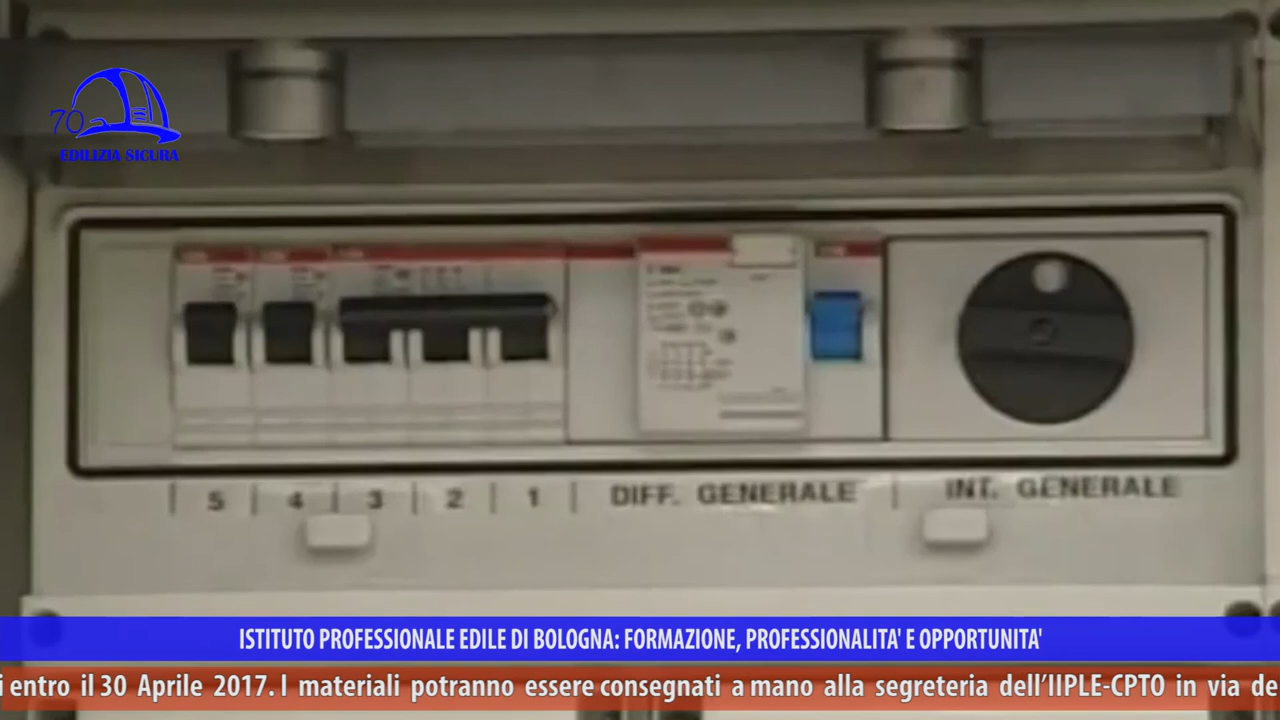 70
EDILIZIA SICURA
5 4 3 2 1 DIFF. GENERALE INT. GENERALE
ISTITUTO PROFESSIONALE EDILE DI BOLOGNA: FORMAZIONE, PROFESSIONALITA' E OPPORTUNITA'
i entro il 30 Aprile 2017. I materiali potranno essere consegnati a mano alla segreteria dell'IIPLE-CPTO in via de